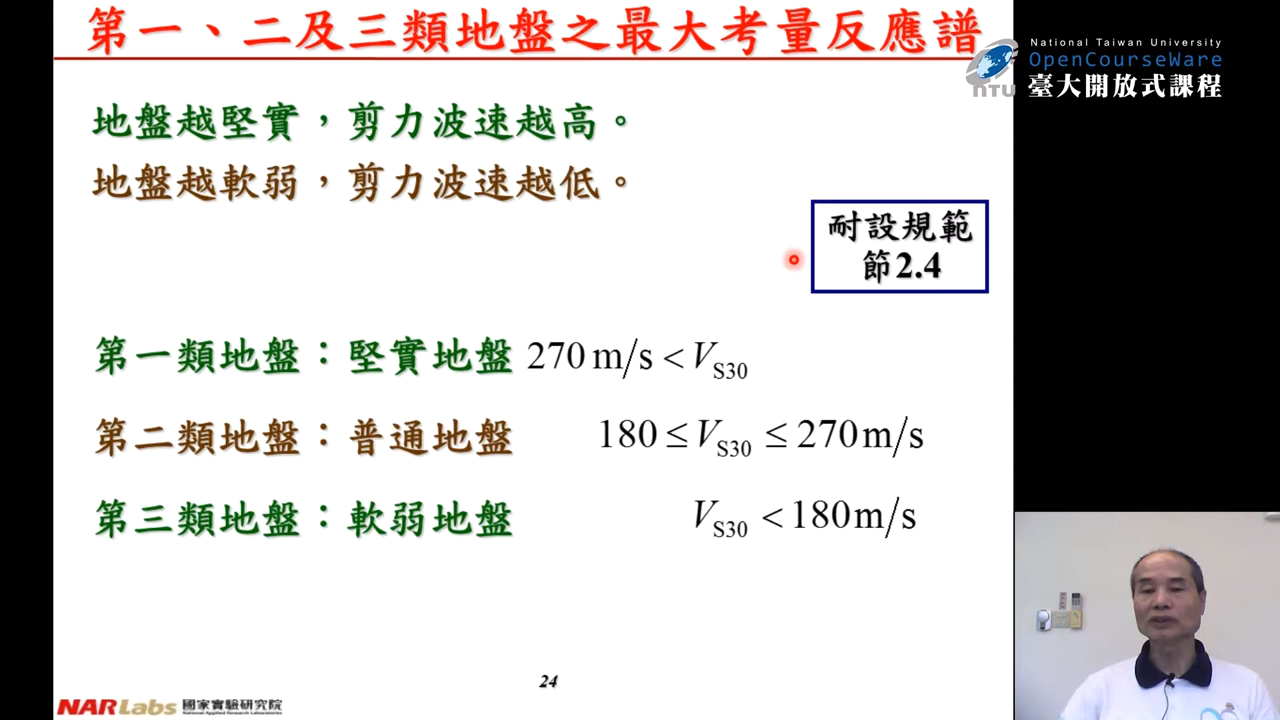 第一、二及三類地盤之最大考量反應譜
National Taiwan University
OpenCourseWare
臺大開放式課程
NTU
地盤越堅實，剪力波速越高。
地盤越軟弱，剪力波速越低。
耐設規範
節2.4
第一類地盤：堅實地盤 270 m/s < VS30
第二類地盤：普通地盤 180 ≤ VS30 ≤ 270 m/s
第三類地盤：軟弱地盤 VS30 < 180 m/s
24
NARLabs 國家實驗研究院
National Applied Research Laboratories